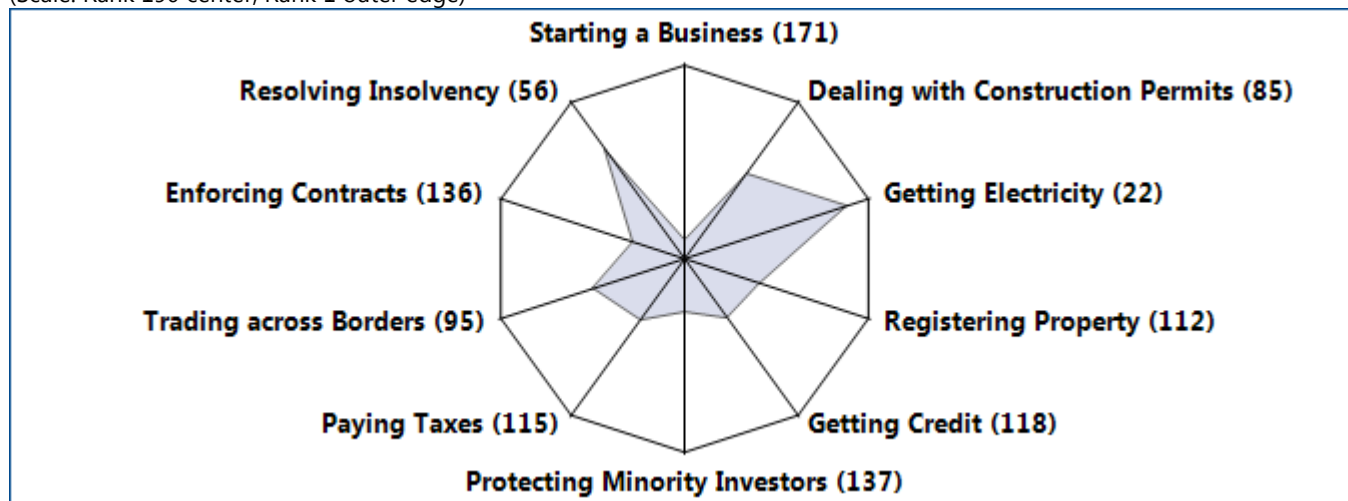 (Scale: Rank 190 center, Rank 1 outer edge)
Starting a Business (171)
Resolving Insolvency (56)
Dealing with Construction Permits (85)
Enforcing Contracts (136)
Getting Electricity (22)
Trading across Borders (95)
Registering Property (112)
Paying Taxes (115)
Getting Credit (118)
Protecting Minority Investors (137)